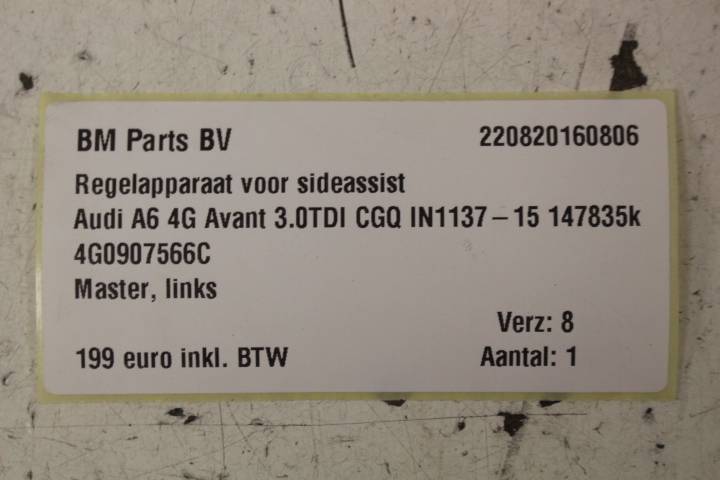 BM Parts BV 220820160806
Regelapparaat voor sideassist
Audi A6 4G Avant 3.0TDI CGQ IN1137-15 147835k
4G0907566C
Master, links
Verz: 8
199 euro inkl. BTW Aantal: 1